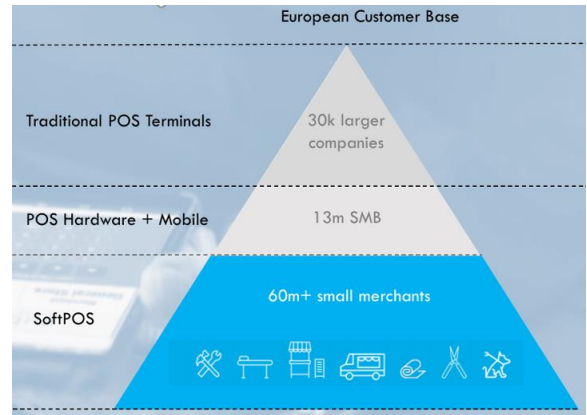 European Customer Base
Traditional POS Terminals
30k larger
companies
POS Hardware + Mobile
13m SMB
60m+ small merchants
SoftPOS